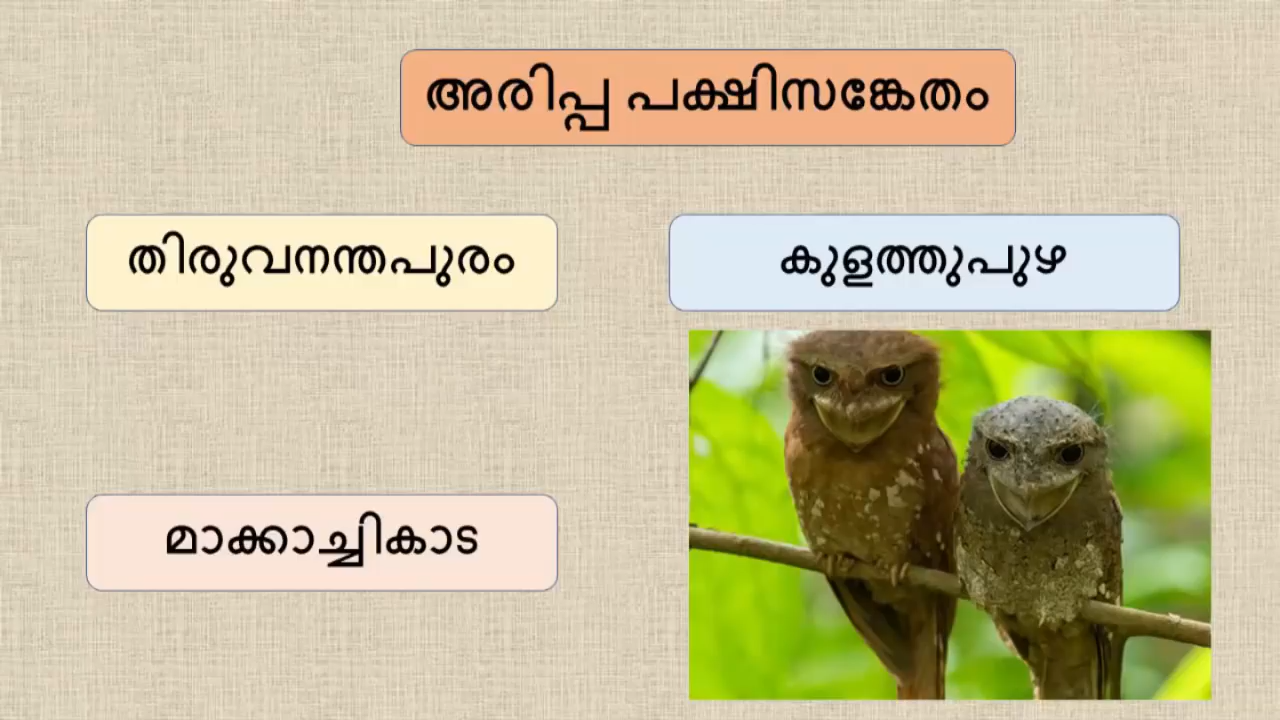 അരിപ്പ പക്ഷിസങ്കേതം
തിരുവനന്തപുരം
കുളത്തുപുഴ
മാക്കാച്ചികാട